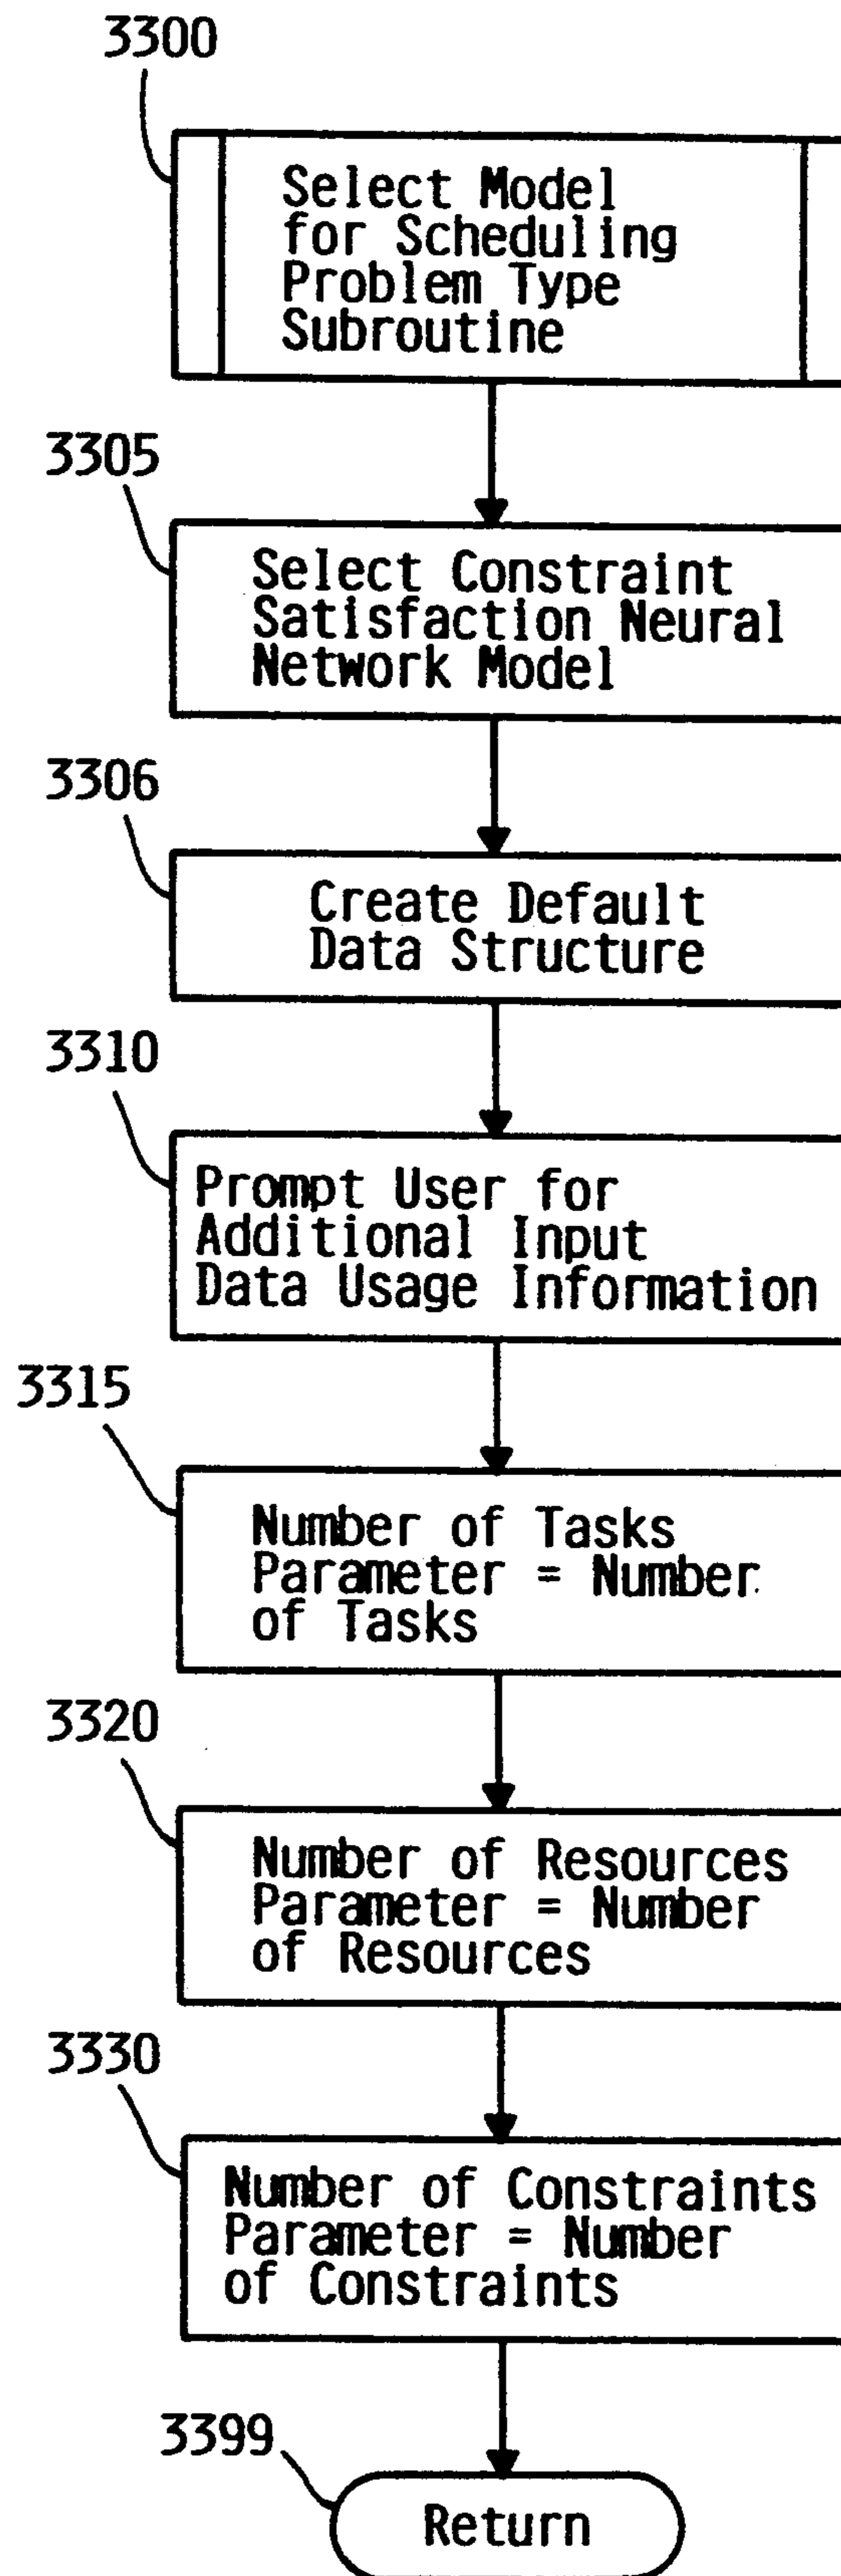 3300
Select Model
for Scheduling
Problem Type
Subroutine
3305
Select Constraint
Satisfaction Neural
Network Model
3306
Create Default
Data Structure
3310
Prompt User for
Additional Input
Data Usage Information
3315
Number of Tasks
Parameter = Number
of Tasks
3320
Number of Resources
Parameter = Number
of Resources
3330
Number of Constraints
Parameter = Number
of Constraints
3399
Return